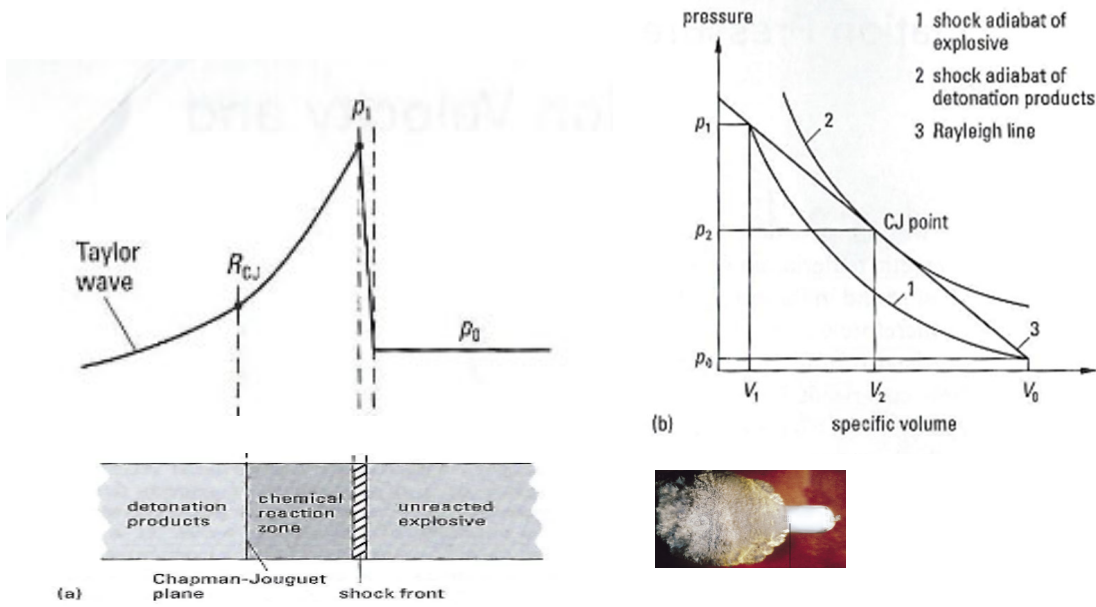 p₁
Taylor
wave
R_CJ
p₀
detonation
products
chemical
reaction
zone
unreacted
explosive
Chapman-Jouguet
plane
shock front
(a)
pressure
1 shock adiabat of
explosive
2 shock adiabat of
detonation products
3 Rayleigh line
p₁
2
CJ point
p₂
1
3
p₀
V₁
V₂
V₀
specific volume
(b)